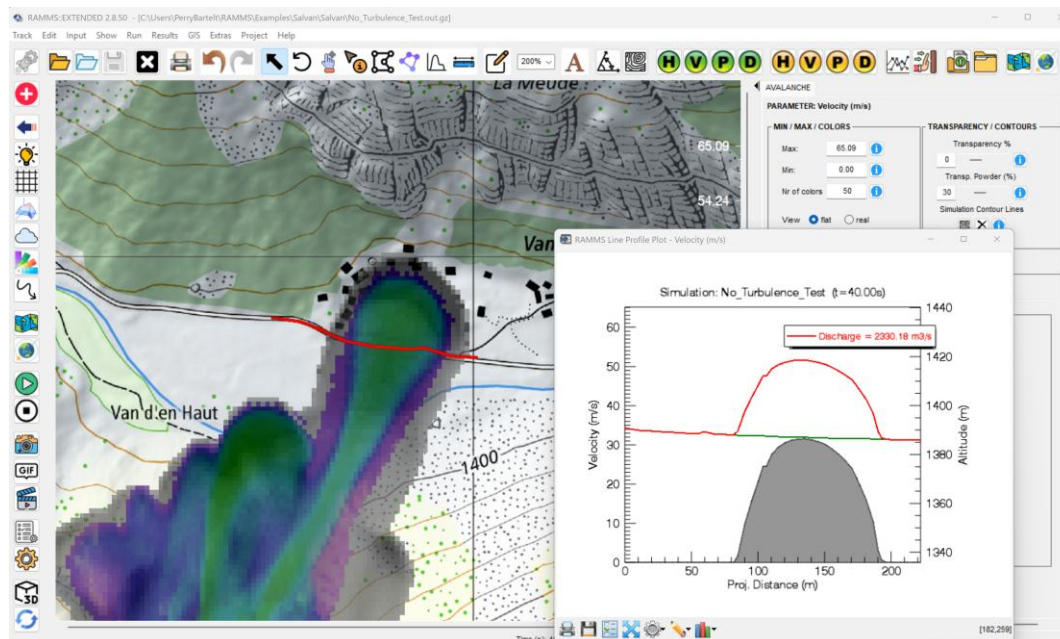 RAMMS::EXTENDED 2.8.50 - [C:\Users\PerryBartelt\RAMMS\Examples\Salvan\Salvan\No_Turbulence_Test.out.gz]
Track Edit Input Show Run Results GIS Extras Project Help
200%
A
H V P D H V P D
AVALANCHE
PARAMETER: Velocity (m/s)
MIN / MAX / COLORS
Max: 65.09
Min: 0.00
Nr of colors 50
View flat real
TRANSPARENCY / CONTOURS
Transparency %
0
Transp. Powder (%)
30
Simulation Contour Lines
La Meude
65.09
54.24
Van
Van d'en Haut
1400
GIF
3D
RAMMS Line Profile Plot - Velocity (m/s)
Simulation: No_Turbulence_Test (t=40.00s)
Discharge = 2330.18 m3/s
Velocity (m/s)
60
50
40
30
20
10
0
Altitude (m)
1440
1420
1400
1380
1360
1340
0 50 100 150 200
Proj. Distance (m)
[182,259]